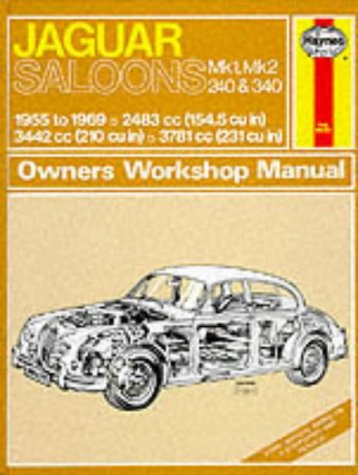 JAGUAR
SALOONS Mk1, Mk2
240 & 340
Haynes
1955 to 1969 □ 2483 cc (154.5 cu in)
3442 cc (210 cu in) □ 3781 cc (231 cu in)
Owners Workshop Manual